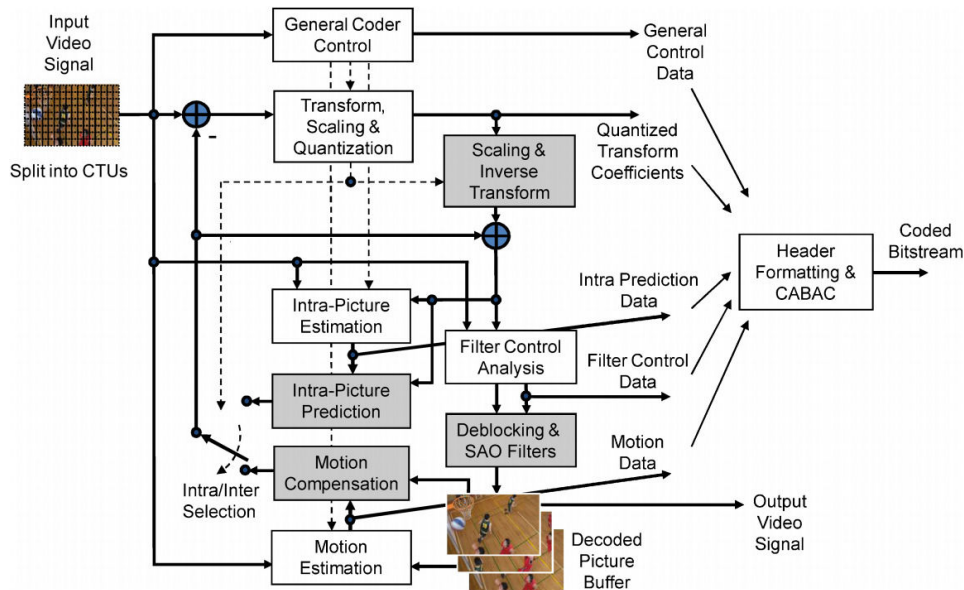 Input
Video
Signal
Split into CTUs
General Coder
Control
Transform,
Scaling &
Quantization
-
Scaling &
Inverse
Transform
General
Control
Data
Quantized
Transform
Coefficients
Header
Formatting &
CABAC
Coded
Bitstream
Intra-Picture
Estimation
Intra Prediction
Data
Filter Control
Analysis
Filter Control
Data
Intra-Picture
Prediction
Deblocking &
SAO Filters
Motion
Data
Motion
Compensation
Intra/Inter
Selection
Motion
Estimation
Decoded
Picture
Buffer
Output
Video
Signal